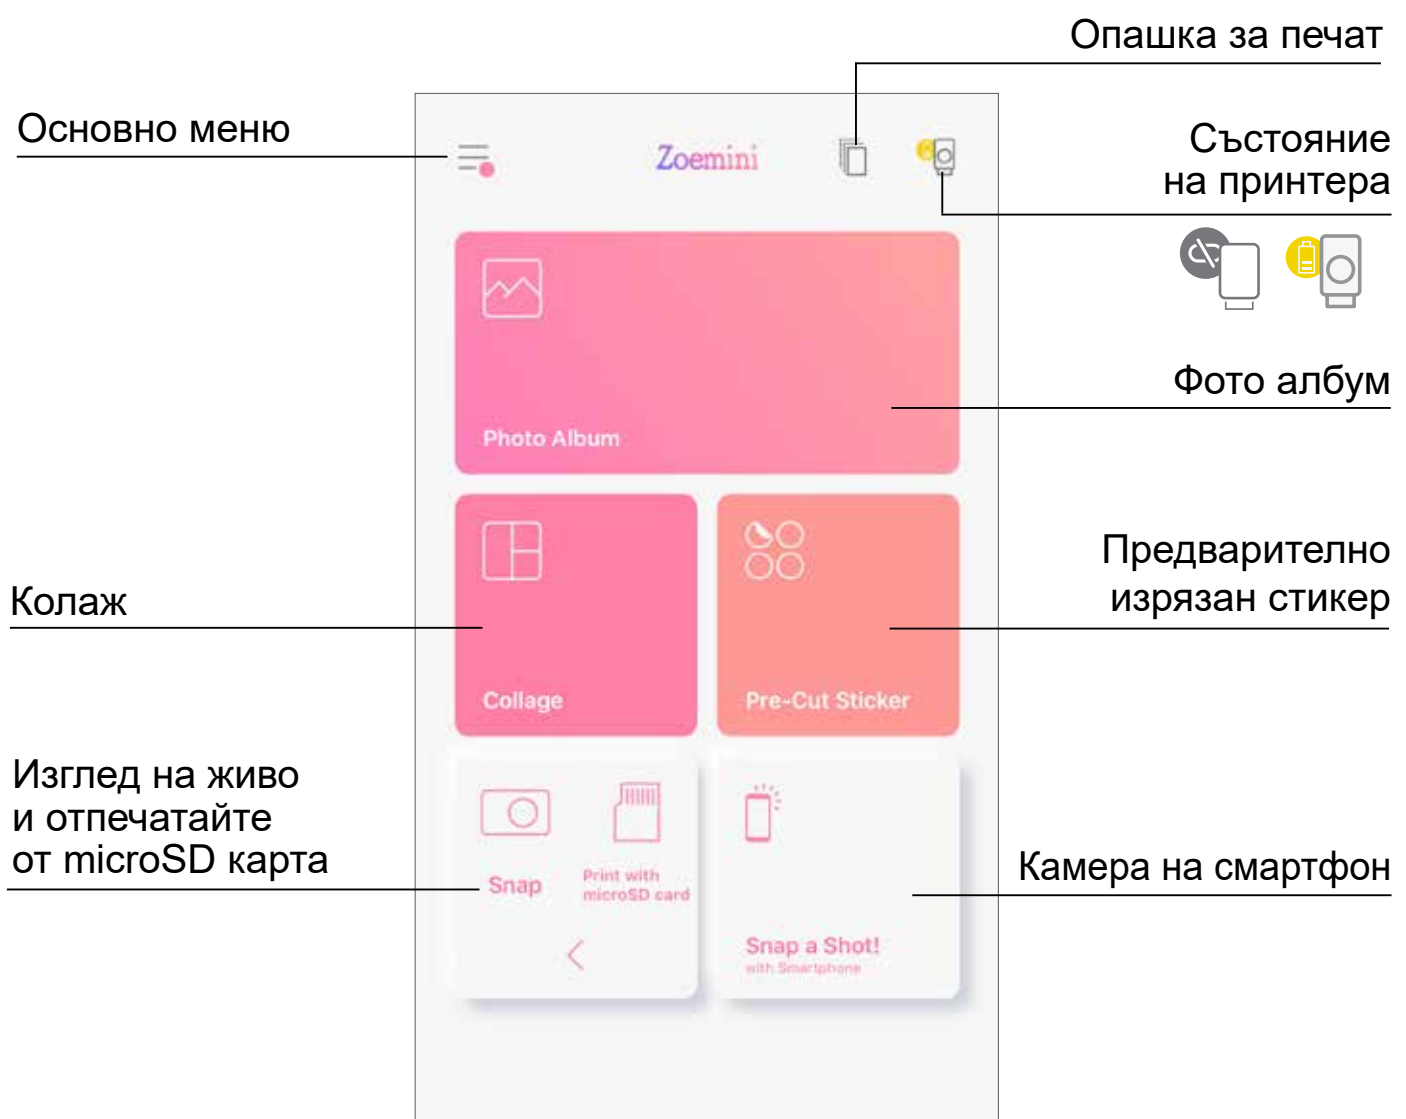 Опашка за печат
Основно меню
Състояние
на принтера
Zoemini
Фото албум
Photo Album
Предварително
изрязан стикер
Колаж
Collage
Pre-Cut Sticker
Изглед на живо
и отпечатайте
от microSD карта
Камера на смартфон
Snap
Print with
microSD card
Snap a Shot!
with Smartphone